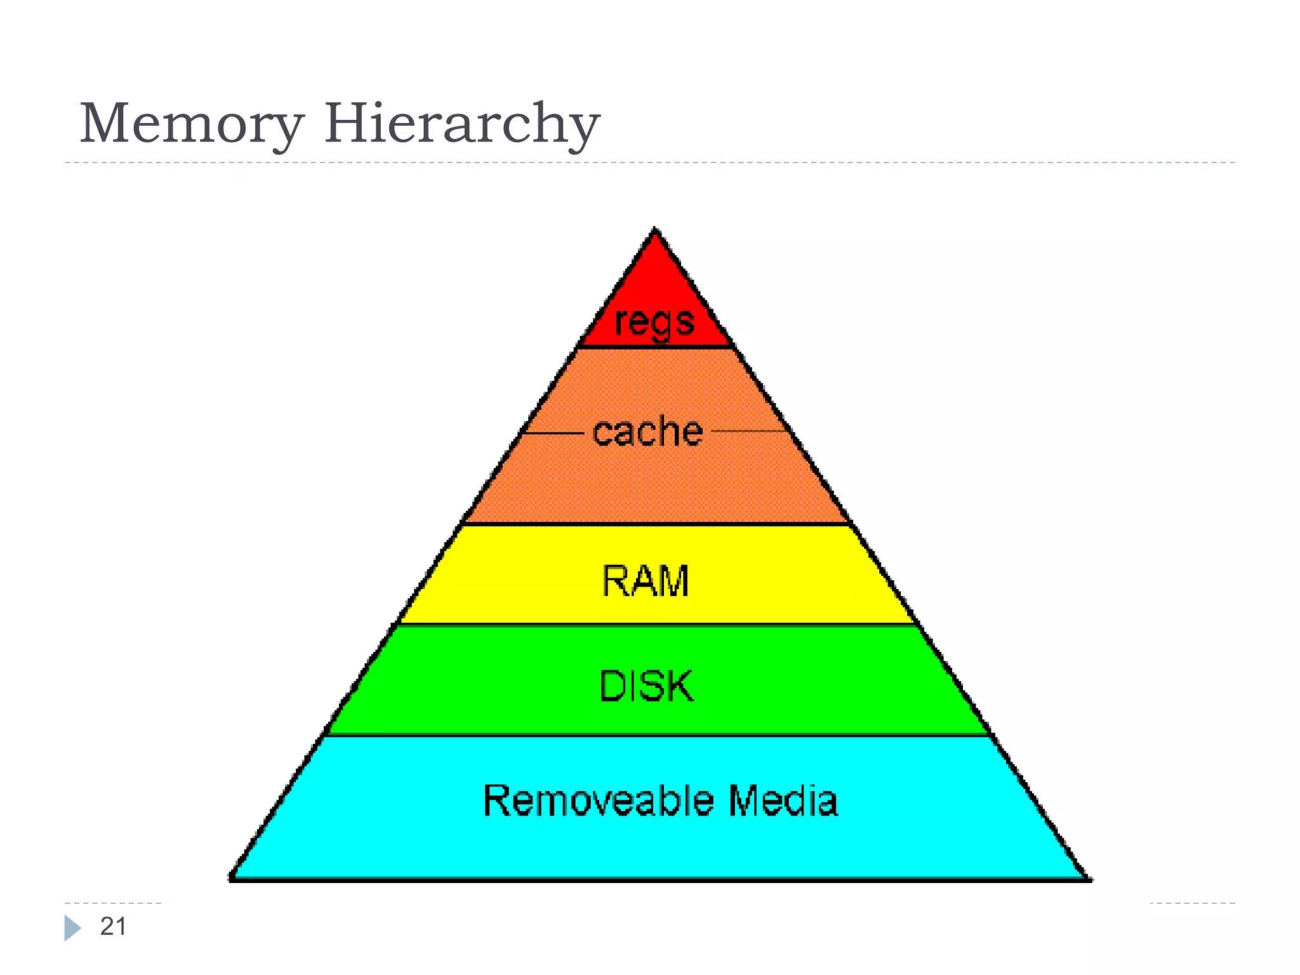 Memory Hierarchy
regs
cache
RAM
DISK
Removeable Media
21